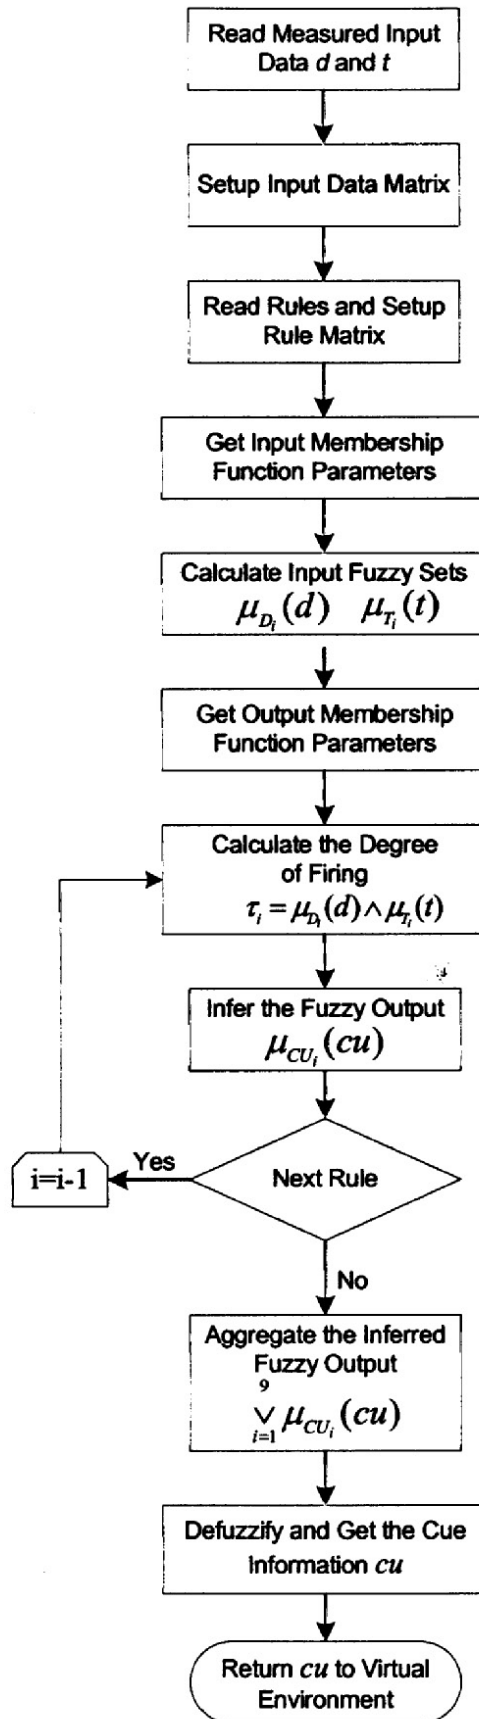 Read Measured Input
Data d and t
Setup Input Data Matrix
Read Rules and Setup
Rule Matrix
Get Input Membership
Function Parameters
Calculate Input Fuzzy Sets
μ_{D_i}(d) μ_{T_i}(t)
Get Output Membership
Function Parameters
Calculate the Degree
of Firing
τ_i = μ_{D_i}(d) ∧ μ_{T_i}(t)
Infer the Fuzzy Output
μ_{CU_i}(cu)
Next Rule
Yes
i=i-1
No
Aggregate the Inferred
Fuzzy Output
9
∨ μ_{CU_i}(cu)
i=1
Defuzzify and Get the Cue
Information cu
Return cu to Virtual
Environment